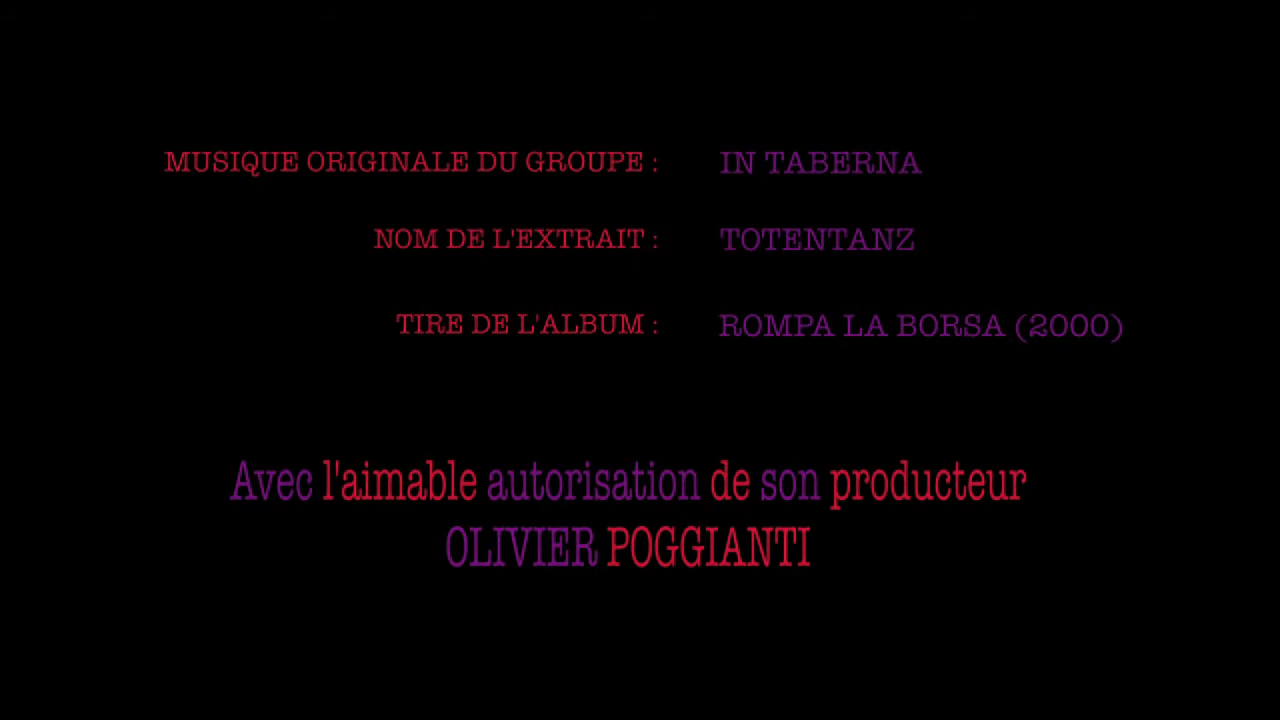 MUSIQUE ORIGINALE DU GROUPE : IN TABERNA
NOM DE L'EXTRAIT : TOTENTANZ
TIRE DE L'ALBUM : ROMPA LA BORSA (2000)
Avec l'aimable autorisation de son producteur
OLIVIER POGGIANTI